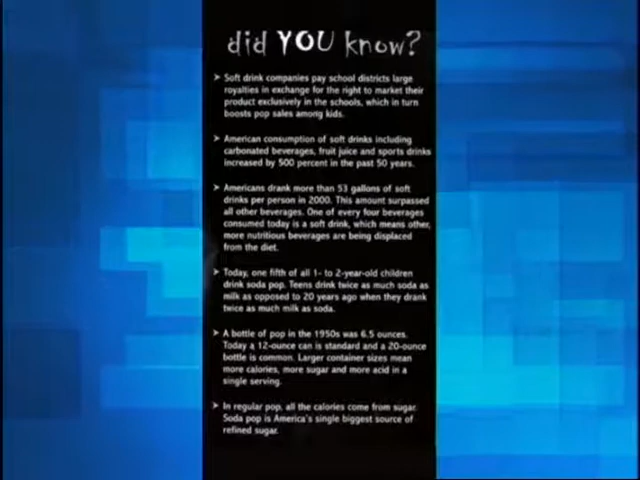 did YOU know?
➤ Soft drink companies pay school districts large
royalties in exchange for the right to market their
product exclusively in the schools, which in turn
boosts pop sales among kids.
➤ American consumption of soft drinks including
carbonated beverages, fruit juice and sports drinks
increased by 500 percent in the past 50 years.
➤ Americans drank more than 53 gallons of soft
drinks per person in 2000. This amount surpassed
all other beverages. One of every four beverages
consumed today is a soft drink, which means other,
more nutritious beverages are being displaced
from the diet.
➤ Today, one fifth of all 1- to 2-year-old children
drink soda pop. Teens drink twice as much soda as
milk as opposed to 20 years ago when they drank
twice as much milk as soda.
➤ A bottle of pop in the 1950s was 6.5 ounces.
Today a 12-ounce can is standard and a 20-ounce
bottle is common. Larger container sizes mean
more calories, more sugar and more acid in a
single serving.
➤ In regular pop, all the calories come from sugar.
Soda pop is America's single biggest source of
refined sugar.